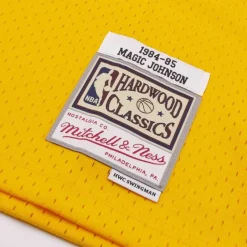 1984-85
MAGIC JOHNSON
HARDWOOD
NBA
CLASSICS
NOSTALGIA CO.
Mitchell & Ness
PHILADELPHIA, PA.
HWC SWINGMAN